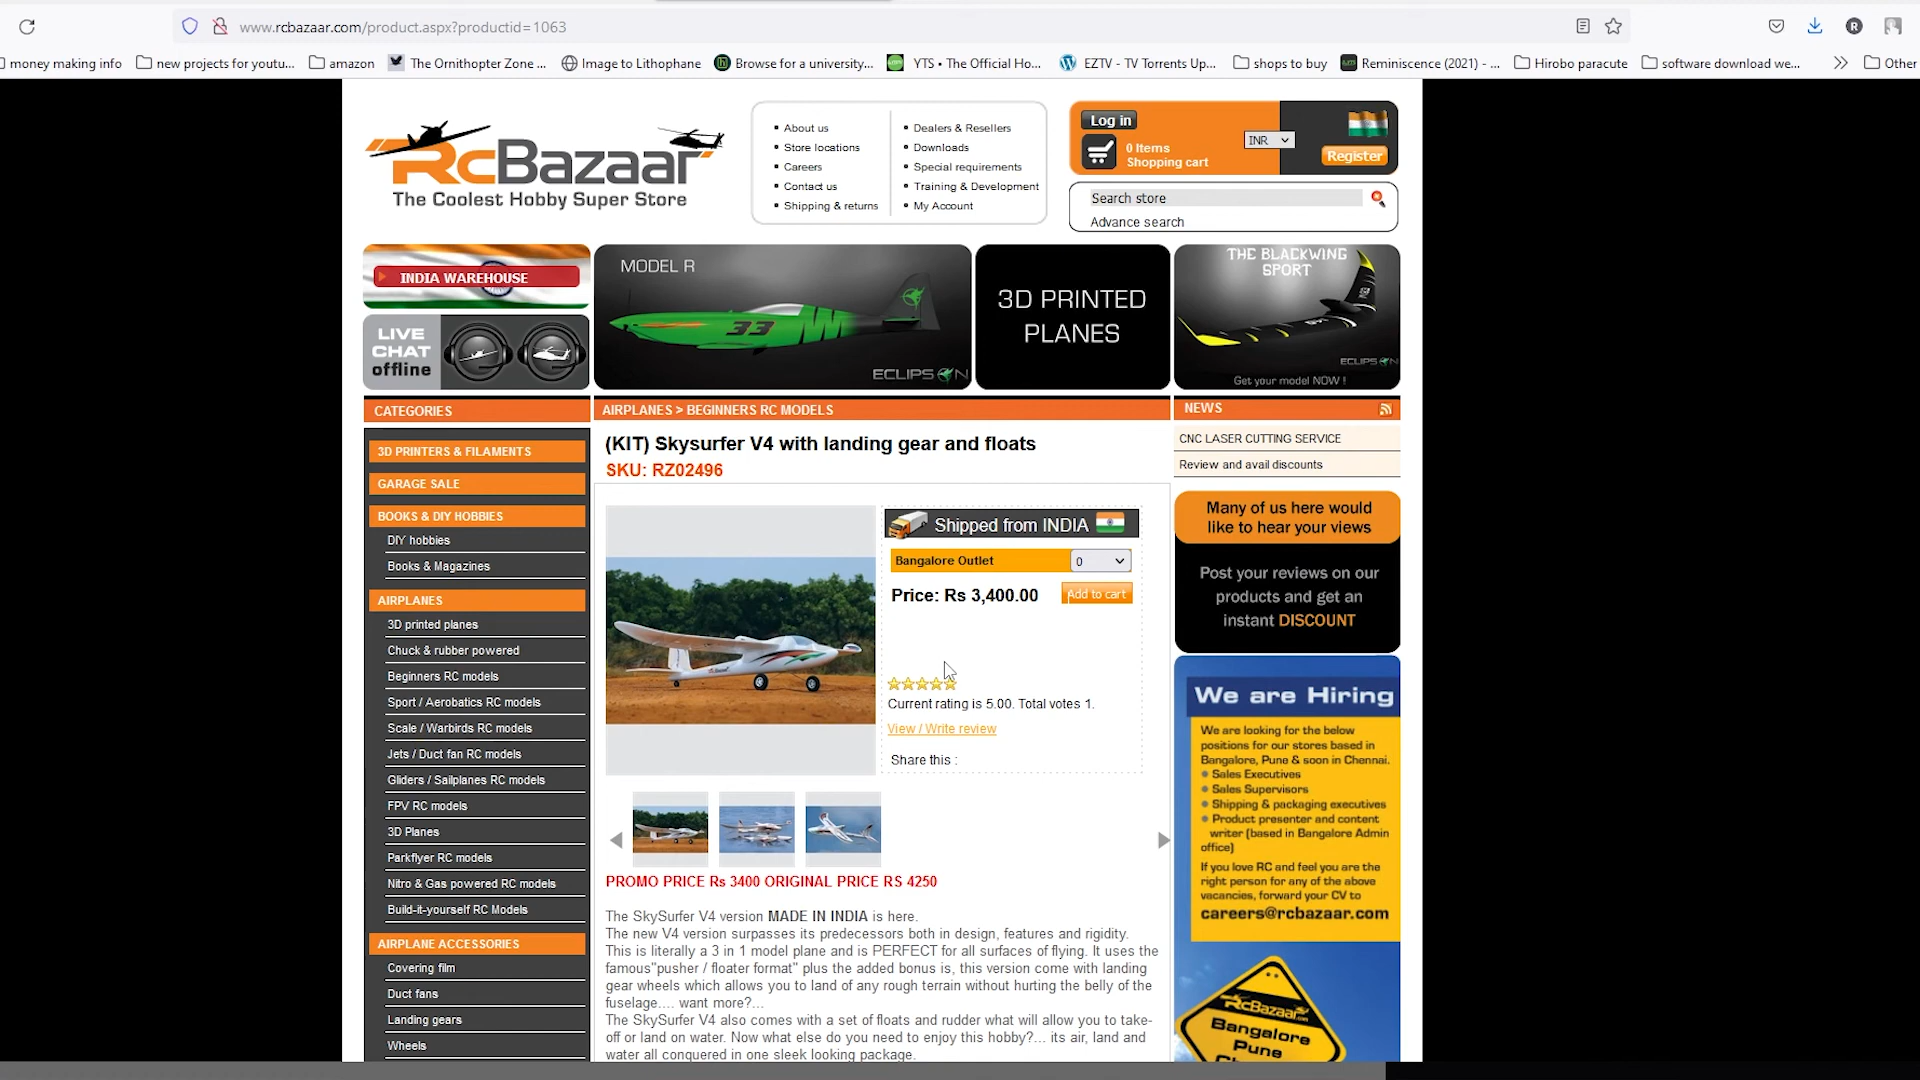 www.rcbazaar.com/product.aspx?productid=1063
money making info
new projects for youtu...
amazon
The Ornithopter Zone ...
Image to Lithophane
Browse for a university...
YTS • The Official Ho...
EZTV - TV Torrents Up...
shops to buy
Reminiscence (2021) - ...
Hirobo paracute
software download we...
Other
RcBazaar
The Coolest Hobby Super Store
About us
Store locations
Careers
Contact us
Shipping & returns
Dealers & Resellers
Downloads
Special requirements
Training & Development
My Account
Log in
0 Items
Shopping cart
INR
Register
Search store
Advance search
INDIA WAREHOUSE
LIVE
CHAT
offline
MODEL R
33
ECLIPSON
3D PRINTED
PLANES
THE BLACKWING
SPORT
ECLIPSON
Get your model NOW !
CATEGORIES
3D PRINTERS & FILAMENTS
GARAGE SALE
BOOKS & DIY HOBBIES
DIY hobbies
Books & Magazines
AIRPLANES
3D printed planes
Chuck & rubber powered
Beginners RC models
Sport / Aerobatics RC models
Scale / Warbirds RC models
Jets / Duct fan RC models
Gliders / Sailplanes RC models
FPV RC models
3D Planes
Parkflyer RC models
Nitro & Gas powered RC models
Build-it-yourself RC Models
AIRPLANE ACCESSORIES
Covering film
Duct fans
Landing gears
Wheels
AIRPLANES > BEGINNERS RC MODELS
(KIT) Skysurfer V4 with landing gear and floats
SKU: RZ02496
Shipped from INDIA
Bangalore Outlet
0
Price: Rs 3,400.00
Add to cart
Current rating is 5.00. Total votes 1.
View / Write review
Share this :
PROMO PRICE Rs 3400 ORIGINAL PRICE RS 4250
The SkySurfer V4 version MADE IN INDIA is here.
The new V4 version surpasses its predecessors both in design, features and rigidity.
This is literally a 3 in 1 model plane and is PERFECT for all surfaces of flying. It uses the
famous"pusher / floater format" plus the added bonus is, this version come with landing
gear wheels which allows you to land of any rough terrain without hurting the belly of the
fuselage.... want more?...
The SkySurfer V4 also comes with a set of floats and rudder what will allow you to take-
off or land on water. Now what else do you need to enjoy this hobby?... its air, land and
water all conquered in one sleek looking package.
NEWS
CNC LASER CUTTING SERVICE
Review and avail discounts
Many of us here would
like to hear your views
Post your reviews on our
products and get an
instant DISCOUNT
We are Hiring
We are looking for the below
positions for our stores based in
Bangalore, Pune & soon in Chennai.
Sales Executives
Sales Supervisors
Shipping & packaging executives
Product presenter and content
writer (based in Bangalore Admin
office)
If you love RC and feel you are the
right person for any of the above
vacancies, forward your CV to
careers@rcbazaar.com
RcBazaar
Bangalore
Pune